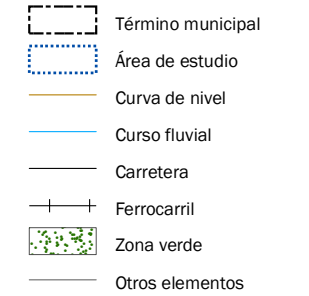 Término municipal
Área de estudio
Curva de nivel
Curso fluvial
Carretera
Ferrocarril
Zona verde
Otros elementos